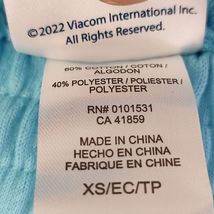 ©2022 Viacom International Inc.
All Rights Reserved.
60% COTTON / COTON /
ALGODON
40% POLYESTER / POLIESTER /
POLYESTER
RN# 0101531
CA 41859
MADE IN CHINA
HECHO EN CHINA
FABRIQUE EN CHINA
XS/EC/TP